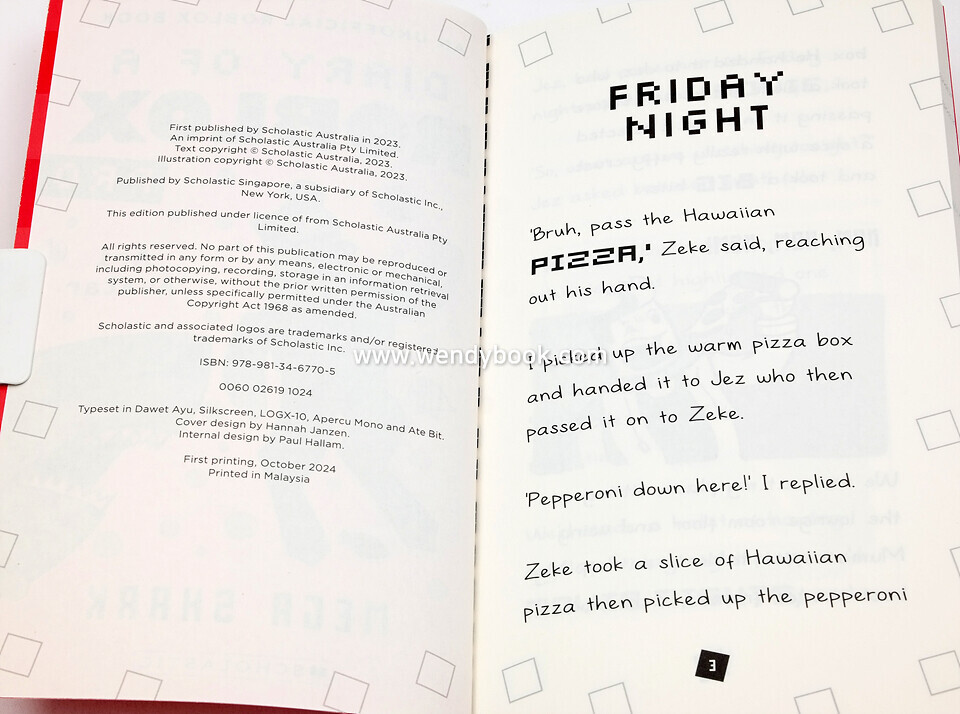 First published by Scholastic Australia in 2023.
An imprint of Scholastic Australia Pty Limited.
Text copyright © Scholastic Australia, 2023.
Illustration copyright © Scholastic Australia, 2023.
Published by Scholastic Singapore, a subsidiary of Scholastic Inc.,
New York, USA.
This edition published under licence of from Scholastic Australia Pty
Limited.
All rights reserved. No part of this publication may be reproduced or
transmitted in any form or by any means, electronic or mechanical,
including photocopying, recording, storage in an information retrieval
system, or otherwise, without the prior written permission of the
publisher, unless specifically permitted under the Australian
Copyright Act 1968 as amended.
Scholastic and associated logos are trademarks and/or registered
trademarks of Scholastic Inc.
ISBN: 978-981-34-6770-5
0060 02619 1024
Typeset in Dawet Ayu, Silkscreen, LOGX-10, Apercu Mono and Ate Bit.
Cover design by Hannah Janzen.
Internal design by Paul Hallam.
First printing, October 2024
Printed in Malaysia
FRIDAY
NIGHT
'Bruh, pass the Hawaiian
PIZZA,' Zeke said, reaching
out his hand.
I picked up the warm pizza box
and handed it to Jez who then
passed it on to Zeke.
'Pepperoni down here!' I replied.
Zeke took a slice of Hawaiian
pizza then picked up the pepperoni
3
www.wendybook.com